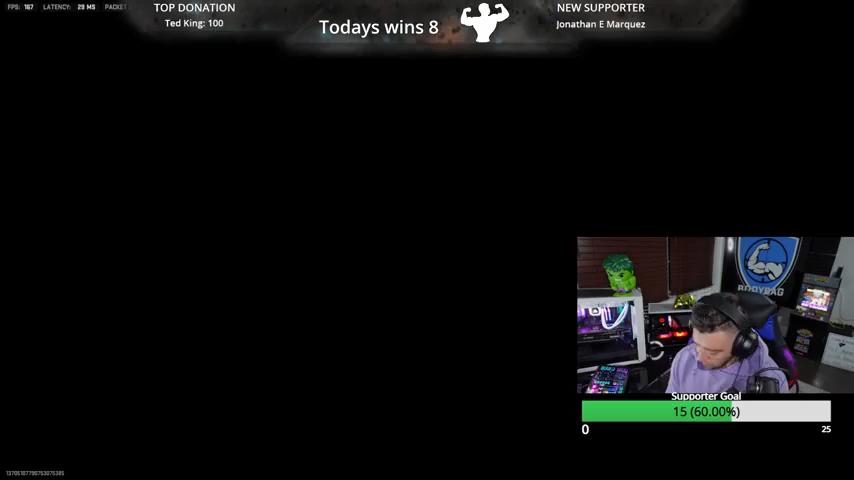 FPS: 167 LATENCY: 29 MS PACKET
TOP DONATION
Ted King: 100
Todays wins 8
NEW SUPPORTER
Jonathan E Marquez
BODYBAG
Supporter Goal
15 (60.00%)
0
25